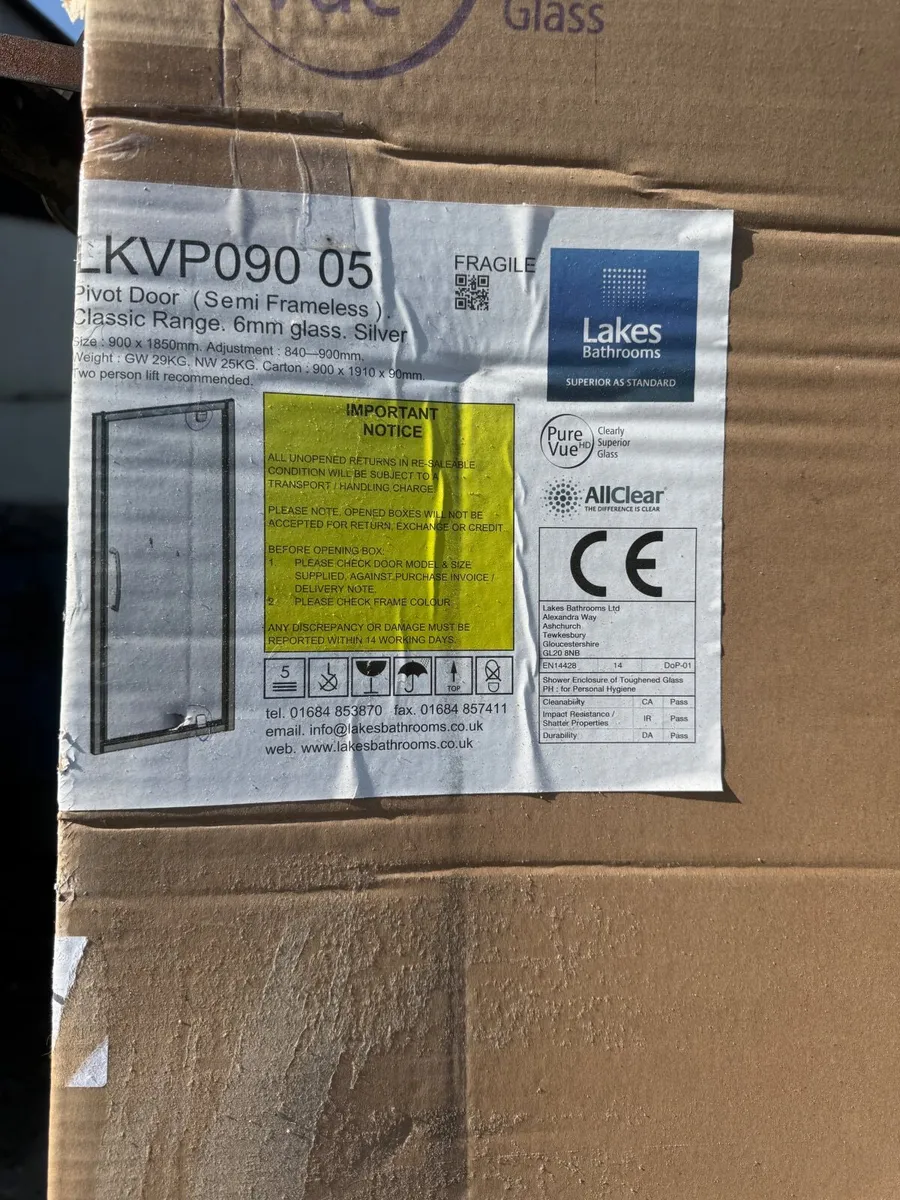 Vue
Glass
LKVP090 05
Pivot Door (Semi Frameless).
Classic Range. 6mm glass. Silver
Size : 900 x 1850mm. Adjustment : 840—900mm,
Weight : GW 29KG, NW 25KG. Carton : 900 x 1910 x 90mm.
Two person lift recommended.
FRAGILE
Lakes
Bathrooms
SUPERIOR AS STANDARD
IMPORTANT
NOTICE
ALL UNOPENED RETURNS IN RE-SALEABLE
CONDITION WILL BE SUBJECT TO A
TRANSPORT / HANDLING CHARGE
PLEASE NOTE, OPENED BOXES WILL NOT BE
ACCEPTED FOR RETURN, EXCHANGE OR CREDIT
BEFORE OPENING BOX:
1 PLEASE CHECK DOOR MODEL & SIZE
SUPPLIED, AGAINST PURCHASE INVOICE /
DELIVERY NOTE.
2 PLEASE CHECK FRAME COLOUR
ANY DISCREPANCY OR DAMAGE MUST BE
REPORTED WITHIN 14 WORKING DAYS.
Pure
VueHD
Clearly
Superior
Glass
AllClear®
THE DIFFERENCE IS CLEAR
CE
Lakes Bathrooms Ltd
Alexandra Way
Ashchurch
Tewkesbury
Gloucestershire
GL20 8NB
EN14428 14 DoP-01
Shower Enclosure of Toughened Glass
PH : for Personal Hygiene
Cleanability CA Pass
Impact Resistance /
Shatter Properties IR Pass
Durability DA Pass
5
TOP
tel. 01684 853870 fax. 01684 857411
email. info@lakesbathrooms.co.uk
web. www.lakesbathrooms.co.uk